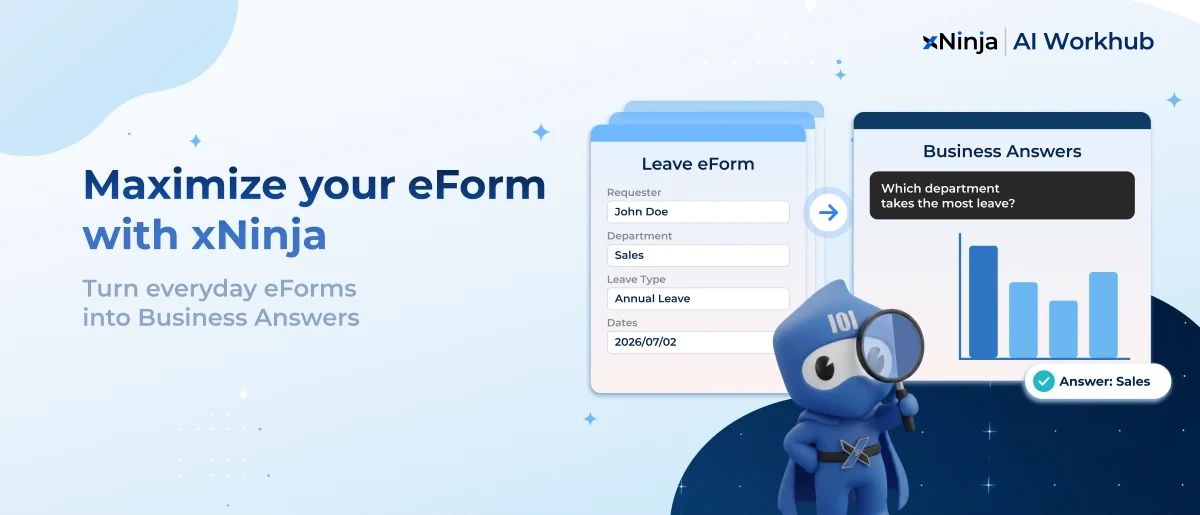 xNinja | AI Workhub
Maximize your eForm
with xNinja
Turn everyday eForms
into Business Answers
Leave eForm
Requester
John Doe
Department
Sales
Leave Type
Annual Leave
Dates
2026/07/02
Business Answers
Which department
takes the most leave?
Answer: Sales
101